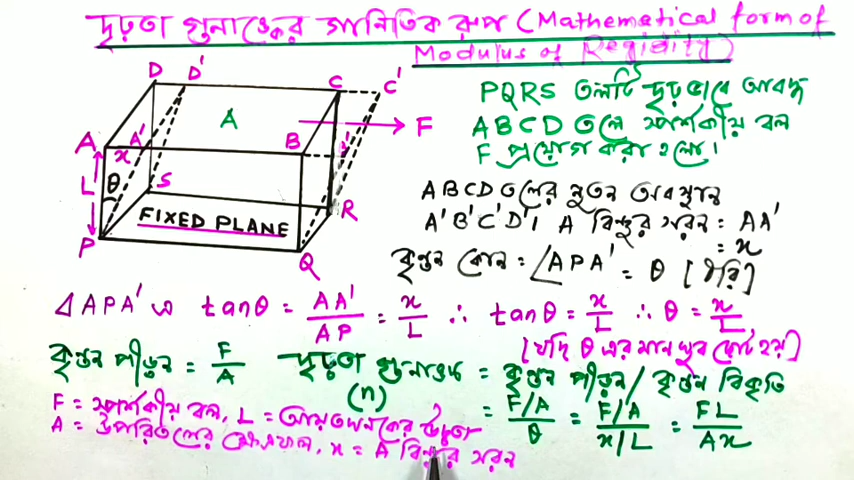 দৃঢ়তা গুনাঙ্কের গানিতিক রূপ (Mathematical form of
Modulus of Regidity)
D D' C C'
A A' x A B B' F
L θ S R
FIXED PLANE
P Q
PQRS তলটি দৃঢ়ভাবে আবদ্ধ
ABCD তলে স্পর্শকীয় বল
F প্রয়োগ করা হলো।
ABCD তলের নুতন অবস্থান
A'B'C'D'। A বিন্দুর সরন = AA'
= x
কৃন্তন কোন = ∠APA' = θ [ধরি]
△APA' এ tanθ = AA'/AP = x/L ∴ tanθ = x/L ∴ θ = x/L
[যদি θ এর মান খুব ছোট হয়]
কৃন্তন পীড়ন = F/A দৃঢ়তা গুনাঙ্ক = কৃন্তন পীড়ন / কৃন্তন বিকৃতি
(n) = F/A / θ = F/A / x/L = FL / Ax
F = স্পর্শকীয় বল, L = আয়তঘনকের উচ্চতা
A = উপরিতলের ক্ষেত্রফল, x = A বিন্দুর সরন